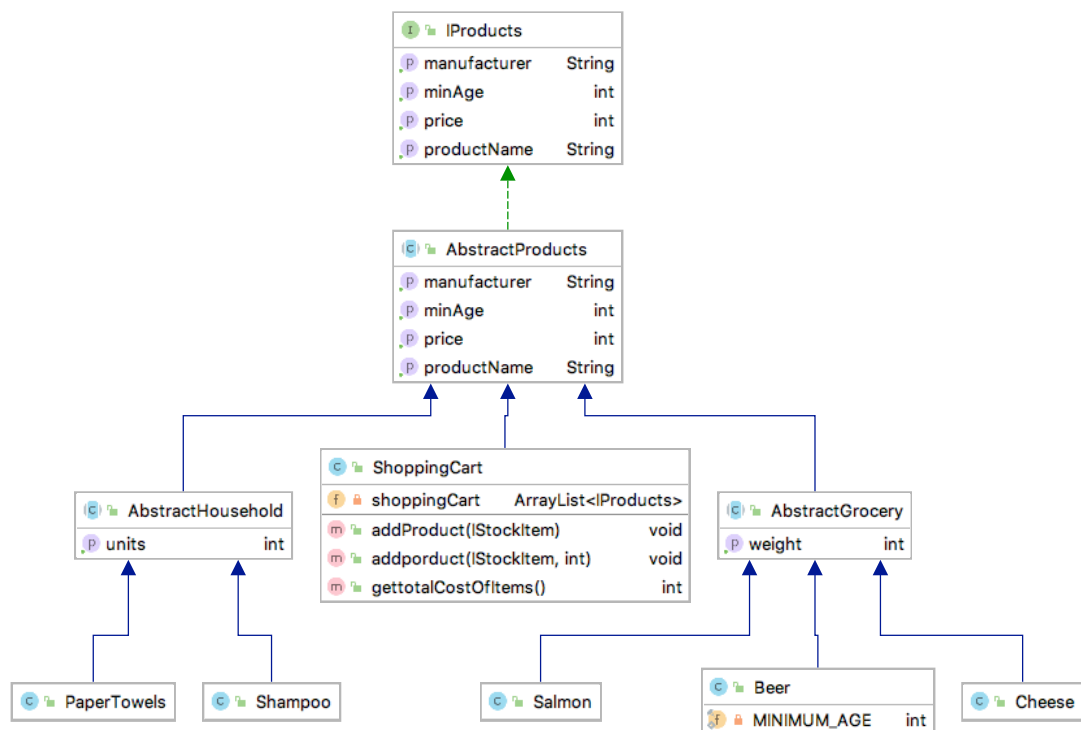 IProducts
manufacturer String
minAge int
price int
productName String
AbstractProducts
manufacturer String
minAge int
price int
productName String
ShoppingCart
shoppingCart ArrayList<IProducts>
addProduct(IStockItem) void
addporduct(IStockItem, int) void
gettotalCostOfItems() int
AbstractHousehold
units int
AbstractGrocery
weight int
PaperTowels
Shampoo
Salmon
Beer
MINIMUM_AGE int
Cheese